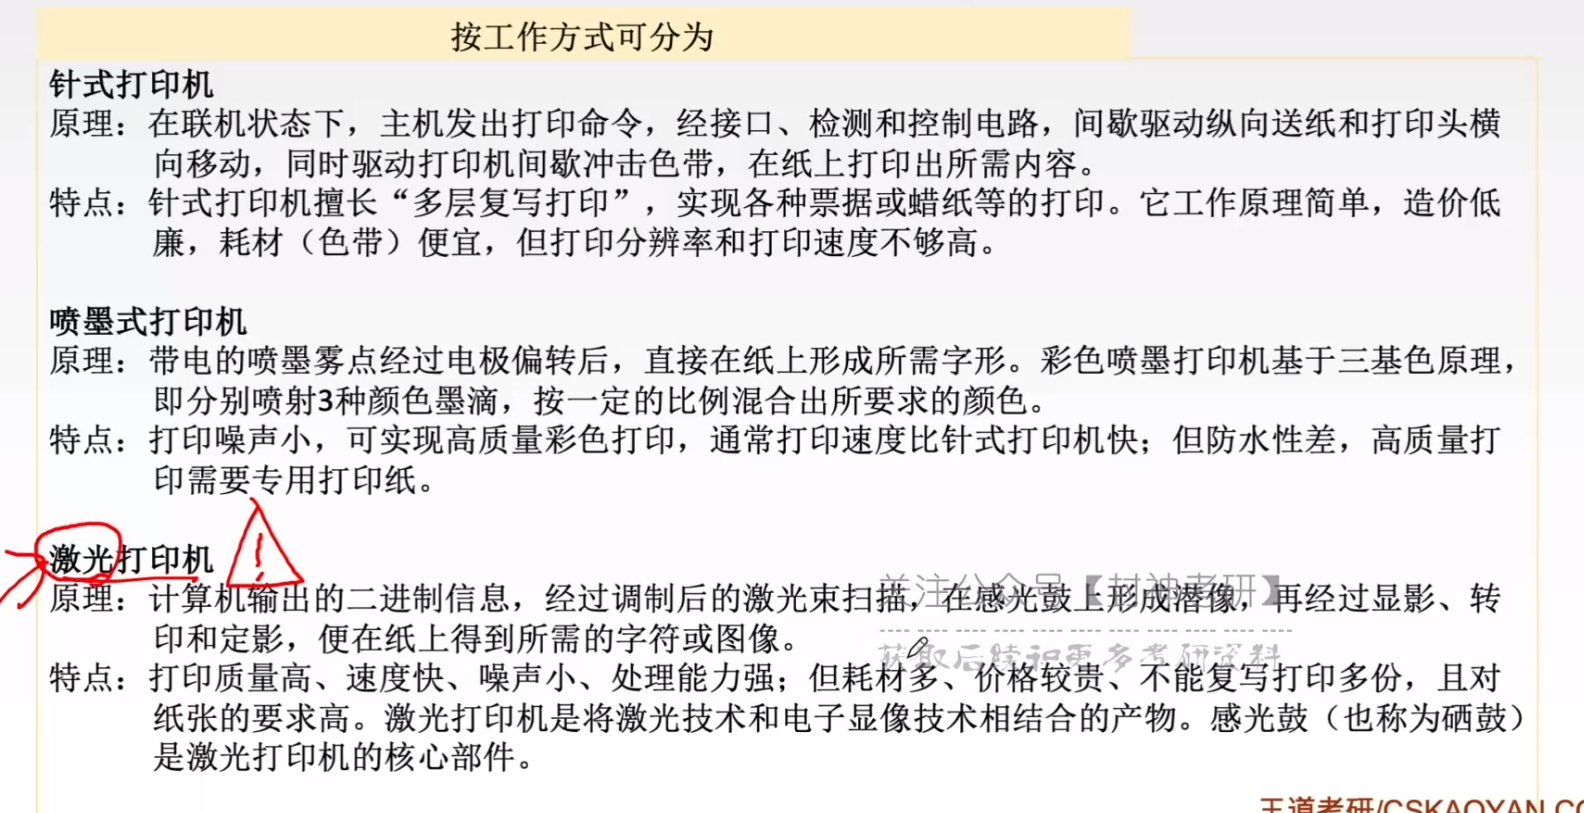 按工作方式可分为
针式打印机
原理：在联机状态下，主机发出打印命令，经接口、检测和控制电路，间歇驱动纵向送纸和打印头横
向移动，同时驱动打印机间歇冲击色带，在纸上打印出所需内容。
特点：针式打印机擅长“多层复写打印”，实现各种票据或蜡纸等的打印。它工作原理简单，造价低
廉，耗材（色带）便宜，但打印分辨率和打印速度不够高。
喷墨式打印机
原理：带电的喷墨雾点经过电极偏转后，直接在纸上形成所需字形。彩色喷墨打印机基于三基色原理，
即分别喷射3种颜色墨滴，按一定的比例混合出所要求的颜色。
特点：打印噪声小，可实现高质量彩色打印，通常打印速度比针式打印机快；但防水性差，高质量打
印需要专用打印纸。
激光打印机
!
关注公众号【封神考研】
原理：计算机输出的二进制信息，经过调制后的激光束扫描，在感光鼓上形成潜像，再经过显影、转
印和定影，便在纸上得到所需的字符或图像。
获取后续和更多考研资料
特点：打印质量高、速度快、噪声小、处理能力强；但耗材多、价格较贵、不能复写打印多份，且对
纸张的要求高。激光打印机是将激光技术和电子显像技术相结合的产物。感光鼓（也称为硒鼓）
是激光打印机的核心部件。
王道考研/CSKAOYAN.CO